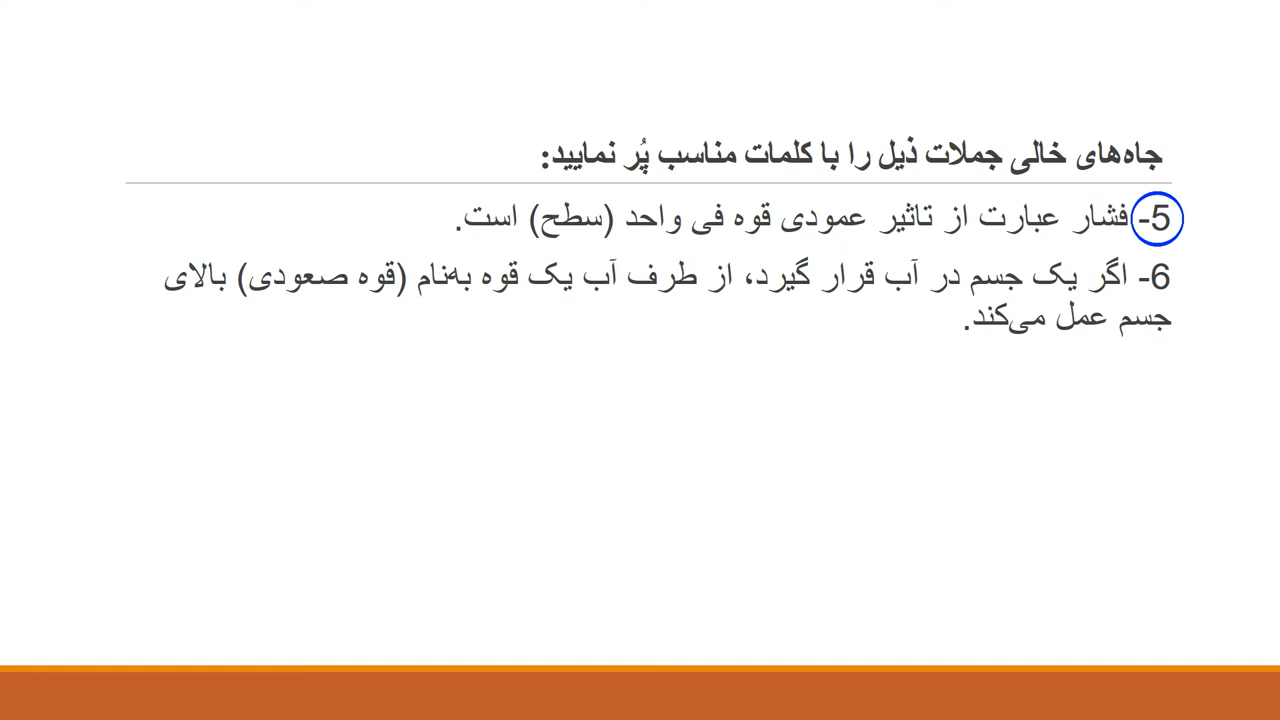 جاه‌های خالی جملات ذیل را با کلمات مناسب پُر نمایید:
5- فشار عبارت از تاثیر عمودی قوه فی واحد (سطح) است.
6- اگر یک جسم در آب قرار گیرد، از طرف آب یک قوه به‌نام (قوه صعودی) بالای
جسم عمل می‌کند.